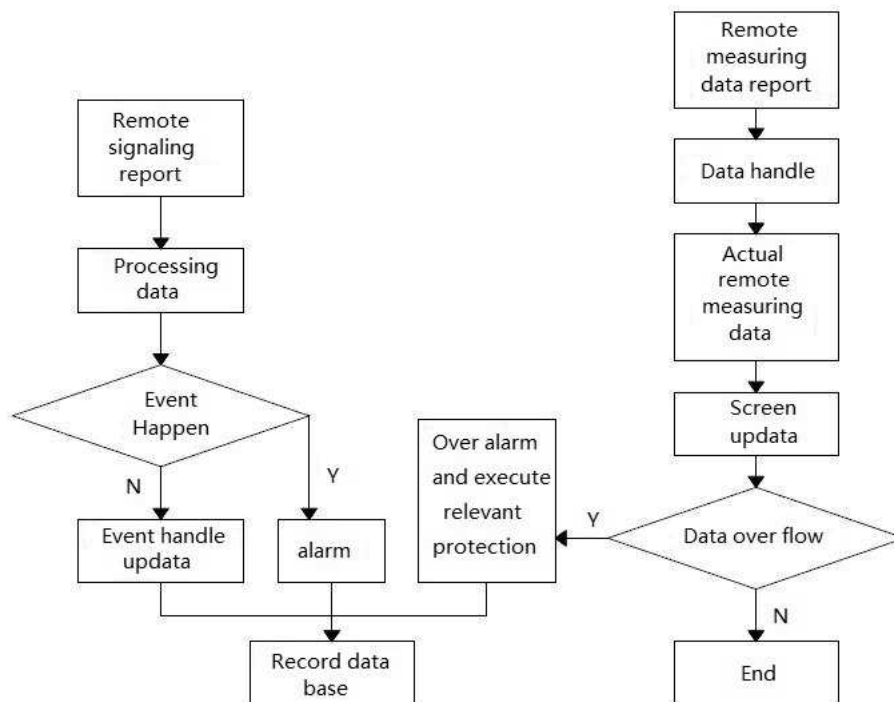 Remote
signaling
report
Processing
data
Event
Happen
N
Y
Event handle
updata
alarm
Over alarm
and execute
relevant
protection
Record data
base
Remote
measuring
data report
Data handle
Actual
remote
measuring
data
Screen
updata
Y
Data over flow
N
End